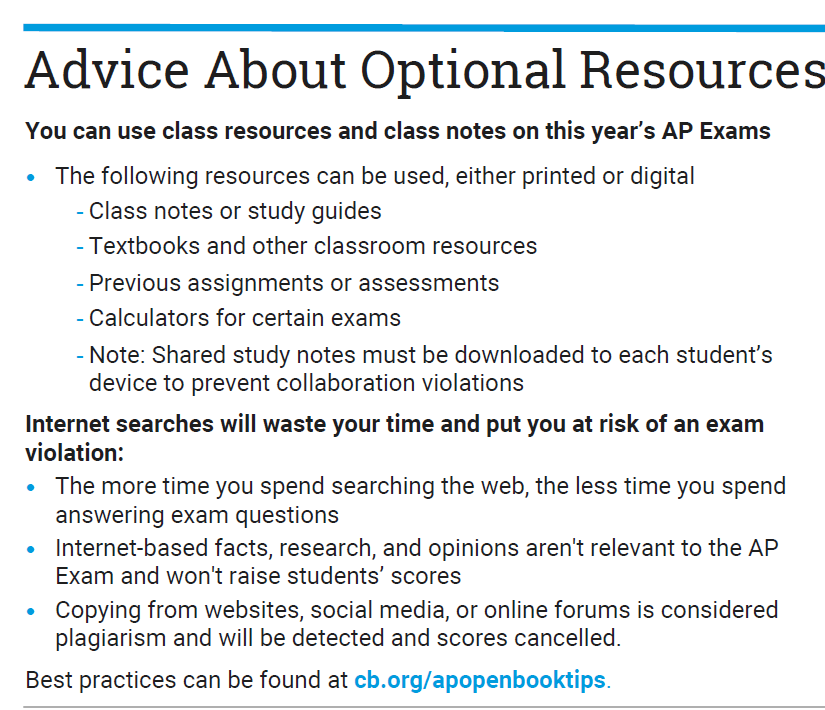 Advice About Optional Resources
You can use class resources and class notes on this year’s AP Exams
• The following resources can be used, either printed or digital
- Class notes or study guides
- Textbooks and other classroom resources
- Previous assignments or assessments
- Calculators for certain exams
- Note: Shared study notes must be downloaded to each student’s
device to prevent collaboration violations
Internet searches will waste your time and put you at risk of an exam
violation:
• The more time you spend searching the web, the less time you spend
answering exam questions
• Internet-based facts, research, and opinions aren't relevant to the AP
Exam and won't raise students’ scores
• Copying from websites, social media, or online forums is considered
plagiarism and will be detected and scores cancelled.
Best practices can be found at cb.org/apopenbooktips.